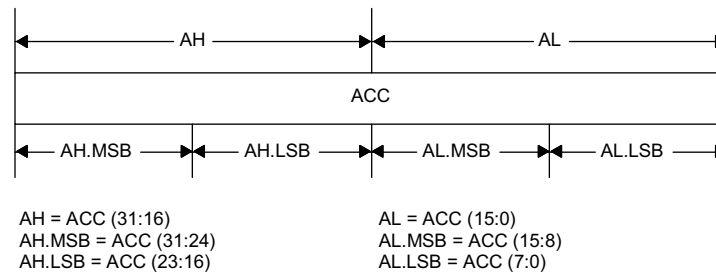 AH AL
ACC
AH.MSB AH.LSB AL.MSB AL.LSB
AH = ACC (31:16) AL = ACC (15:0)
AH.MSB = ACC (31:24) AL.MSB = ACC (15:8)
AH.LSB = ACC (23:16) AL.LSB = ACC (7:0)